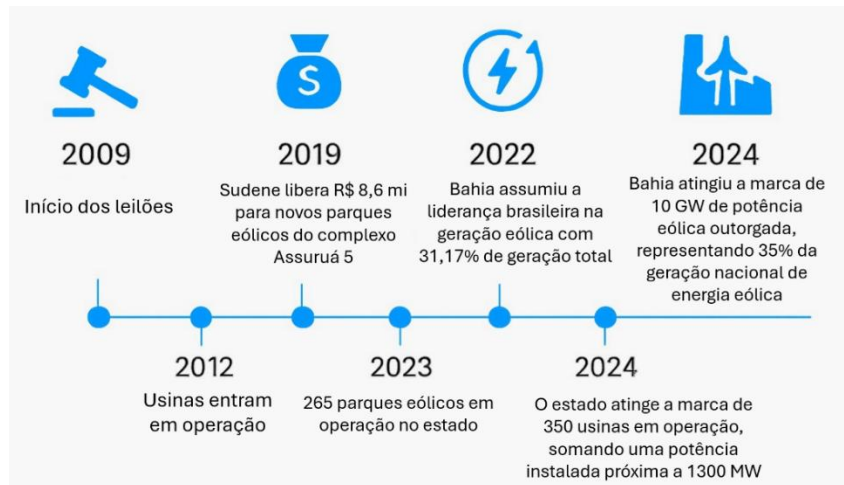 2009
Início dos leilões
2019
Sudene libera R$ 8,6 mi
para novos parques
eólicos do complexo
Assuruá 5
2022
Bahia assumiu a
liderança brasileira na
geração eólica com
31,17% de geração total
2024
Bahia atingiu a marca de
10 GW de potência
eólica outorgada,
representando 35% da
geração nacional de
energia eólica
2012
Usinas entram
em operação
2023
265 parques eólicos em
operação no estado
2024
O estado atinge a marca de
350 usinas em operação,
somando uma potência
instalada próxima a 1300 MW